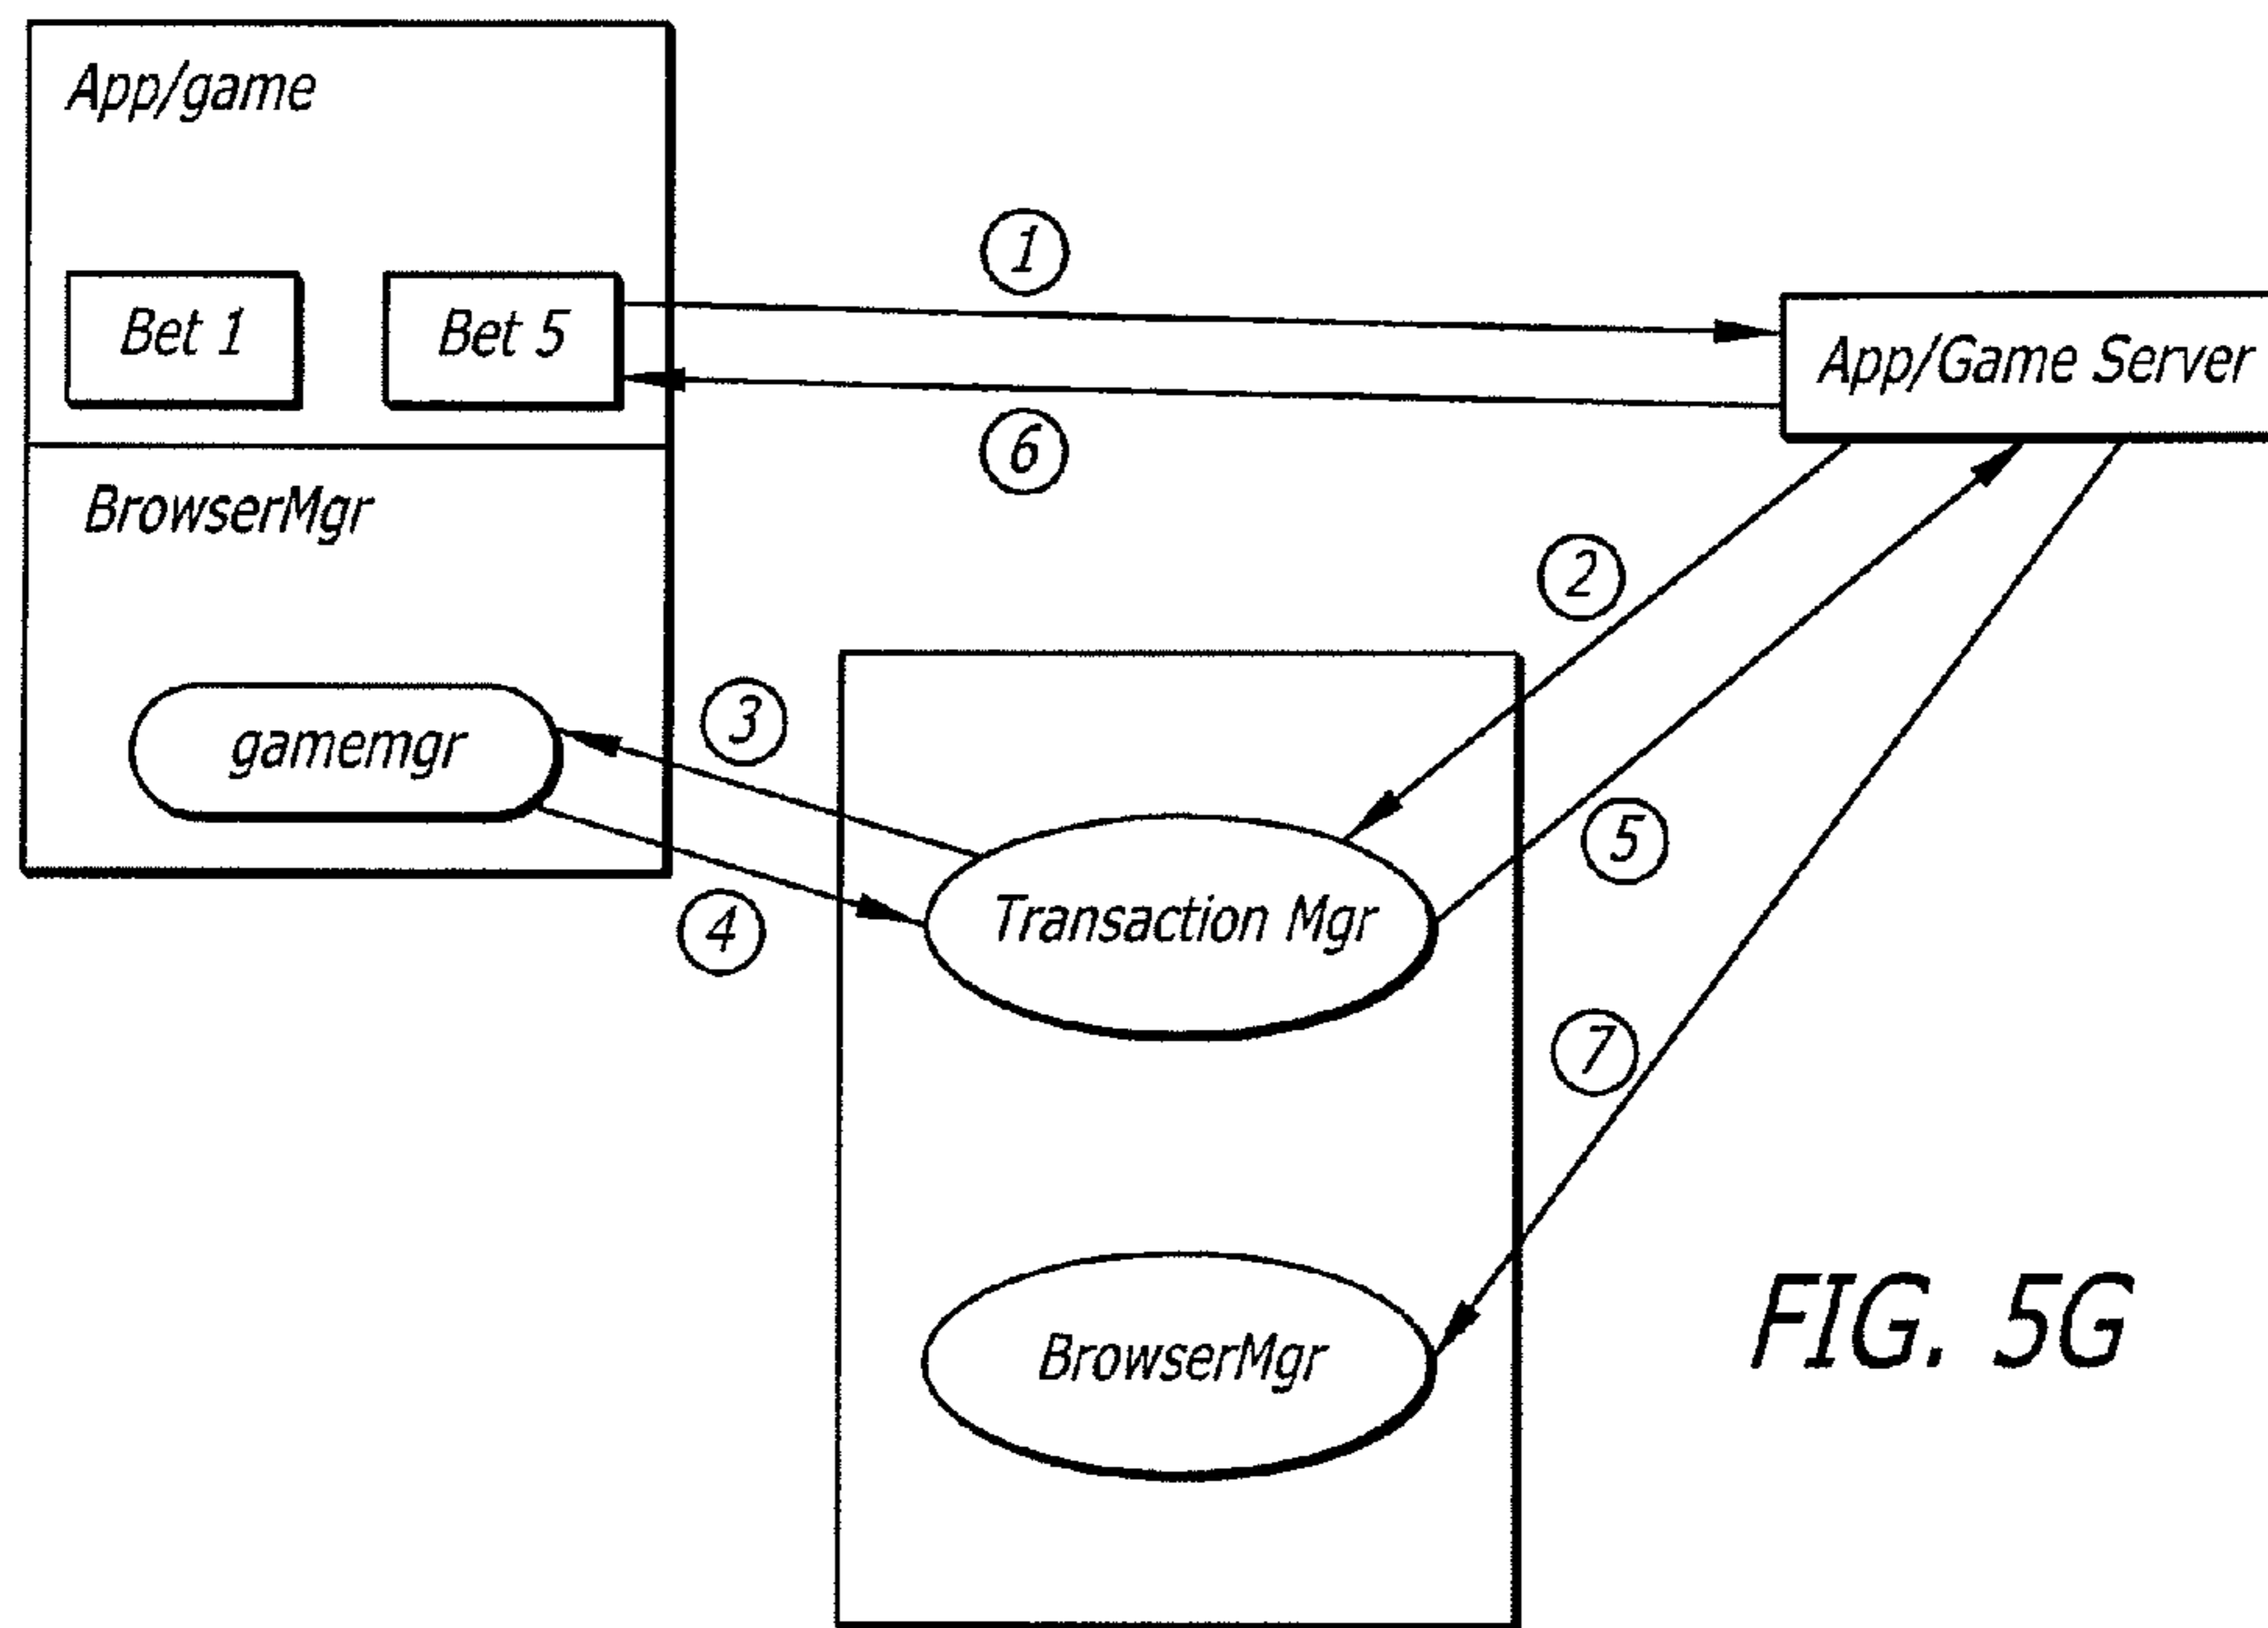 App/game
1
Bet 1
Bet 5
App/Game Server
6
BrowserMgr
2
3
gamemgr
5
4
Transaction Mgr
7
BrowserMgr
FIG. 5G